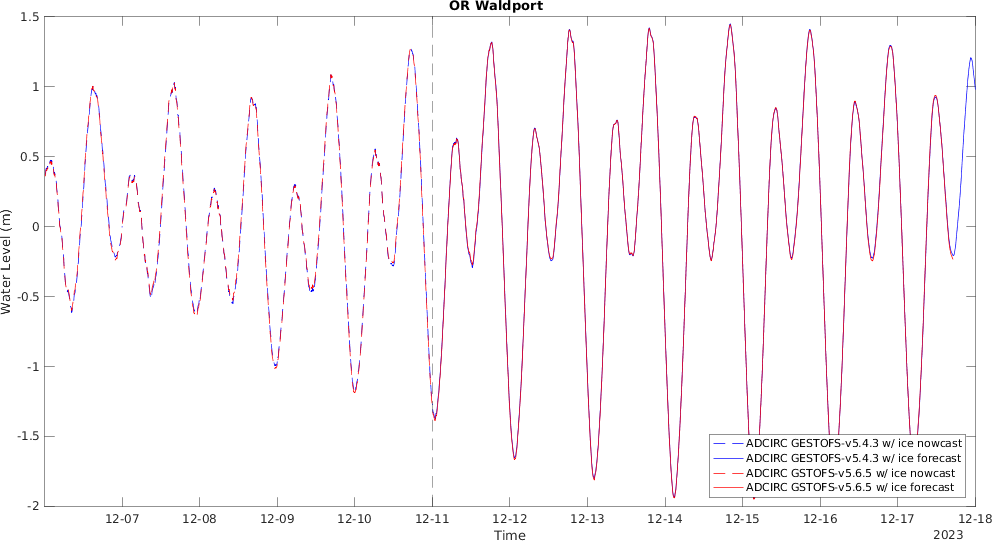 OR Waldport
1.5
1
0.5
0
-0.5
-1
-1.5
-2
Water Level (m)
12-07 12-08 12-09 12-10 12-11 12-12 12-13 12-14 12-15 12-16 12-17 12-18
Time
2023
ADCIRC GESTOFS-v5.4.3 w/ ice nowcast
ADCIRC GESTOFS-v5.4.3 w/ ice forecast
ADCIRC GSTOFS-v5.6.5 w/ ice nowcast
ADCIRC GSTOFS-v5.6.5 w/ ice forecast